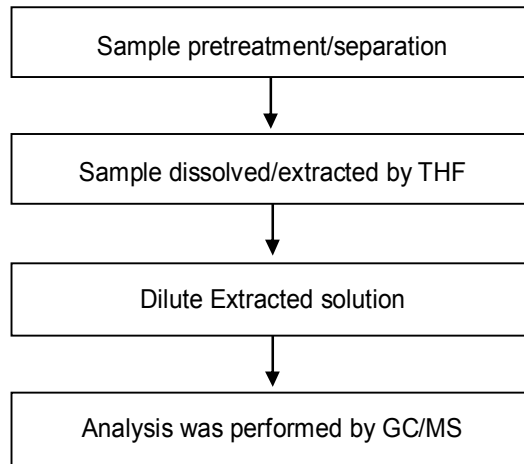 Sample pretreatment/separation
Sample dissolved/extracted by THF
Dilute Extracted solution
Analysis was performed by GC/MS